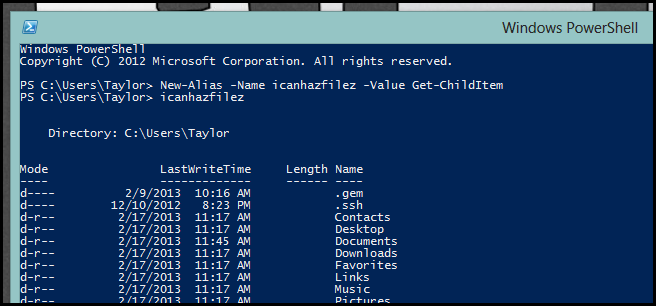 Windows PowerShell
Windows PowerShell
Copyright (C) 2012 Microsoft Corporation. All rights reserved.
PS C:\Users\Taylor> New-Alias -Name icanhazfilez -Value Get-ChildItem
PS C:\Users\Taylor> icanhazfilez
Directory: C:\Users\Taylor
Mode LastWriteTime Length Name
---- ------------- ------ ----
d---- 2/9/2013 10:16 AM .gem
d---- 12/10/2012 8:23 PM .ssh
d-r-- 2/17/2013 11:17 AM Contacts
d-r-- 2/17/2013 11:17 AM Desktop
d-r-- 2/17/2013 11:45 AM Documents
d-r-- 2/17/2013 11:17 AM Downloads
d-r-- 2/17/2013 11:17 AM Favorites
d-r-- 2/17/2013 11:17 AM Links
d-r-- 2/17/2013 11:17 AM Music
d-r-- 2/17/2013 11:17 AM Pictures